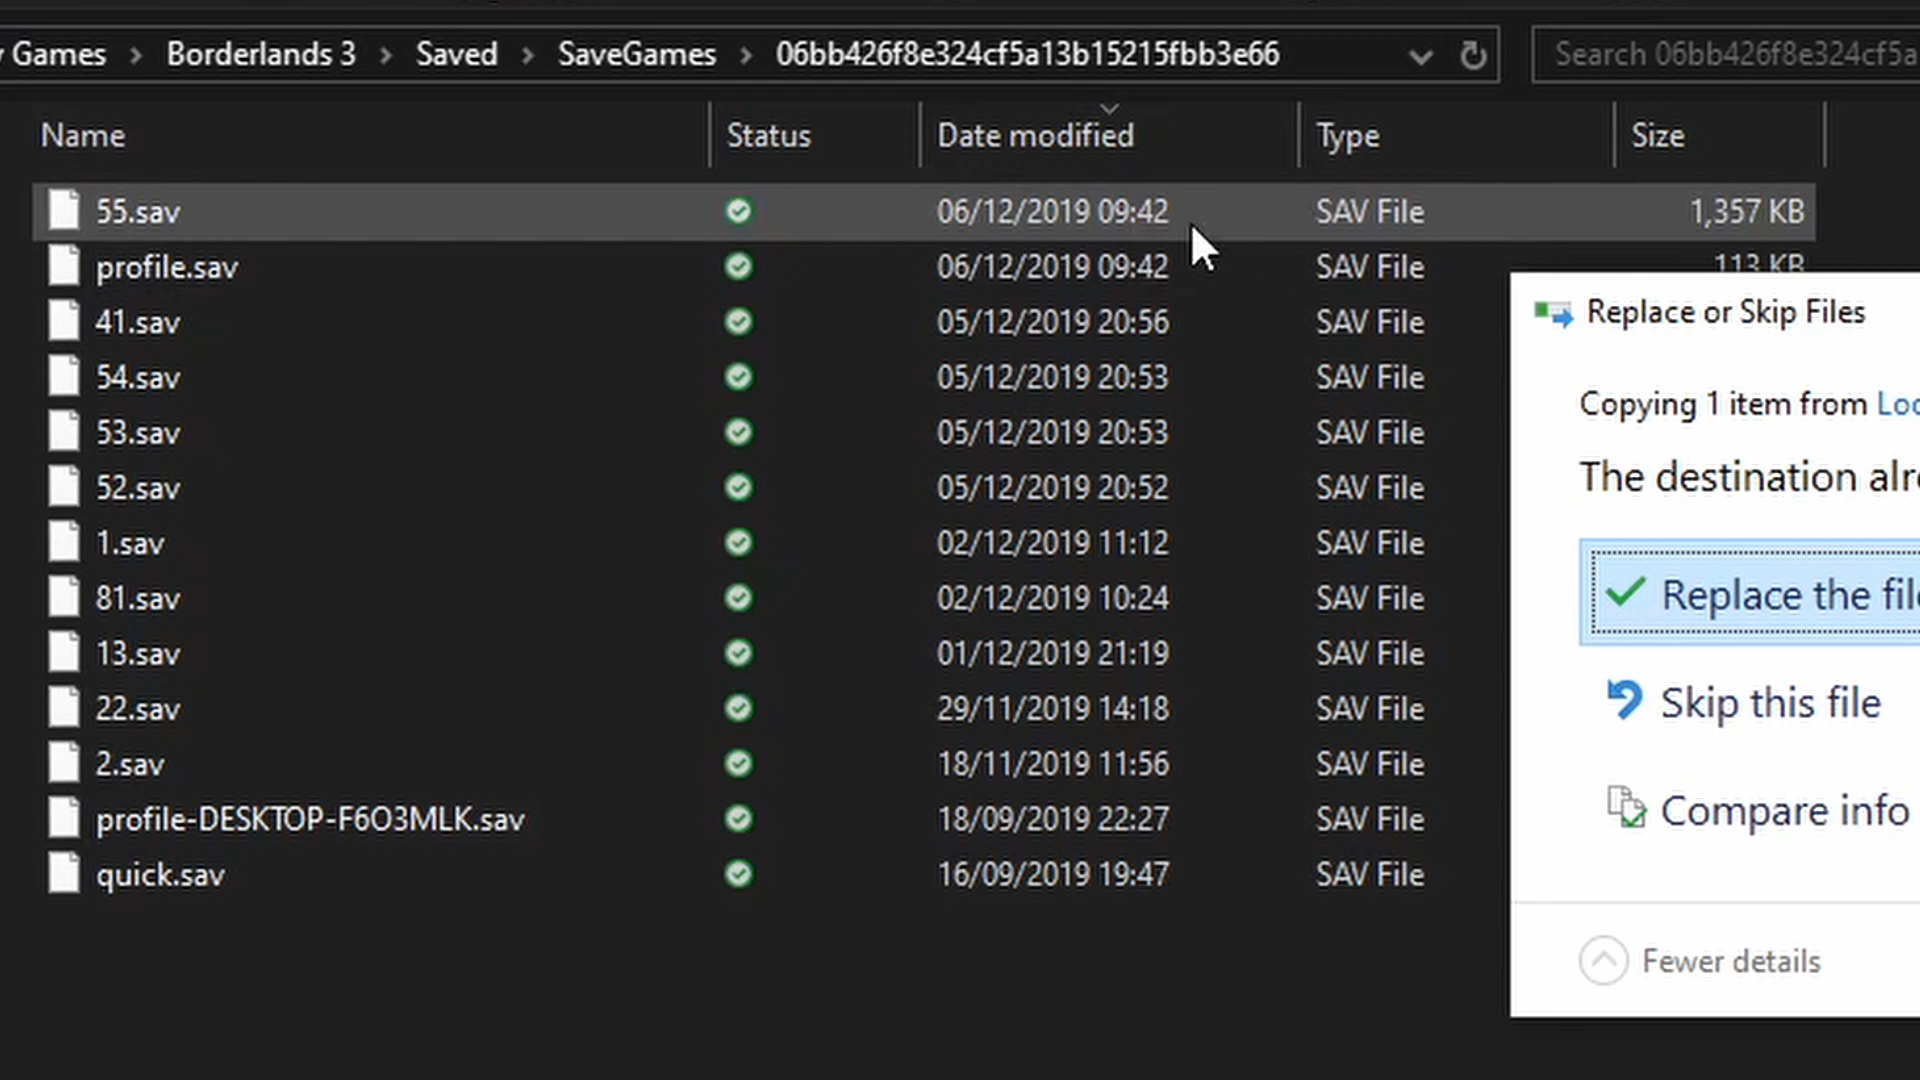 Games > Borderlands 3 > Saved > SaveGames > 06bb426f8e324cf5a13b15215fbb3e66
Search 06bb426f8e324cf5a
Name Status Date modified Type Size
55.sav 06/12/2019 09:42 SAV File 1,357 KB
profile.sav 06/12/2019 09:42 SAV File 113 KB
41.sav 05/12/2019 20:56 SAV File
54.sav 05/12/2019 20:53 SAV File
53.sav 05/12/2019 20:53 SAV File
52.sav 05/12/2019 20:52 SAV File
1.sav 02/12/2019 11:12 SAV File
81.sav 02/12/2019 10:24 SAV File
13.sav 01/12/2019 21:19 SAV File
22.sav 29/11/2019 14:18 SAV File
2.sav 18/11/2019 11:56 SAV File
profile-DESKTOP-F6O3MLK.sav 18/09/2019 22:27 SAV File
quick.sav 16/09/2019 19:47 SAV File
Replace or Skip Files
Copying 1 item from Loc
The destination alre
Replace the file
Skip this file
Compare info
Fewer details